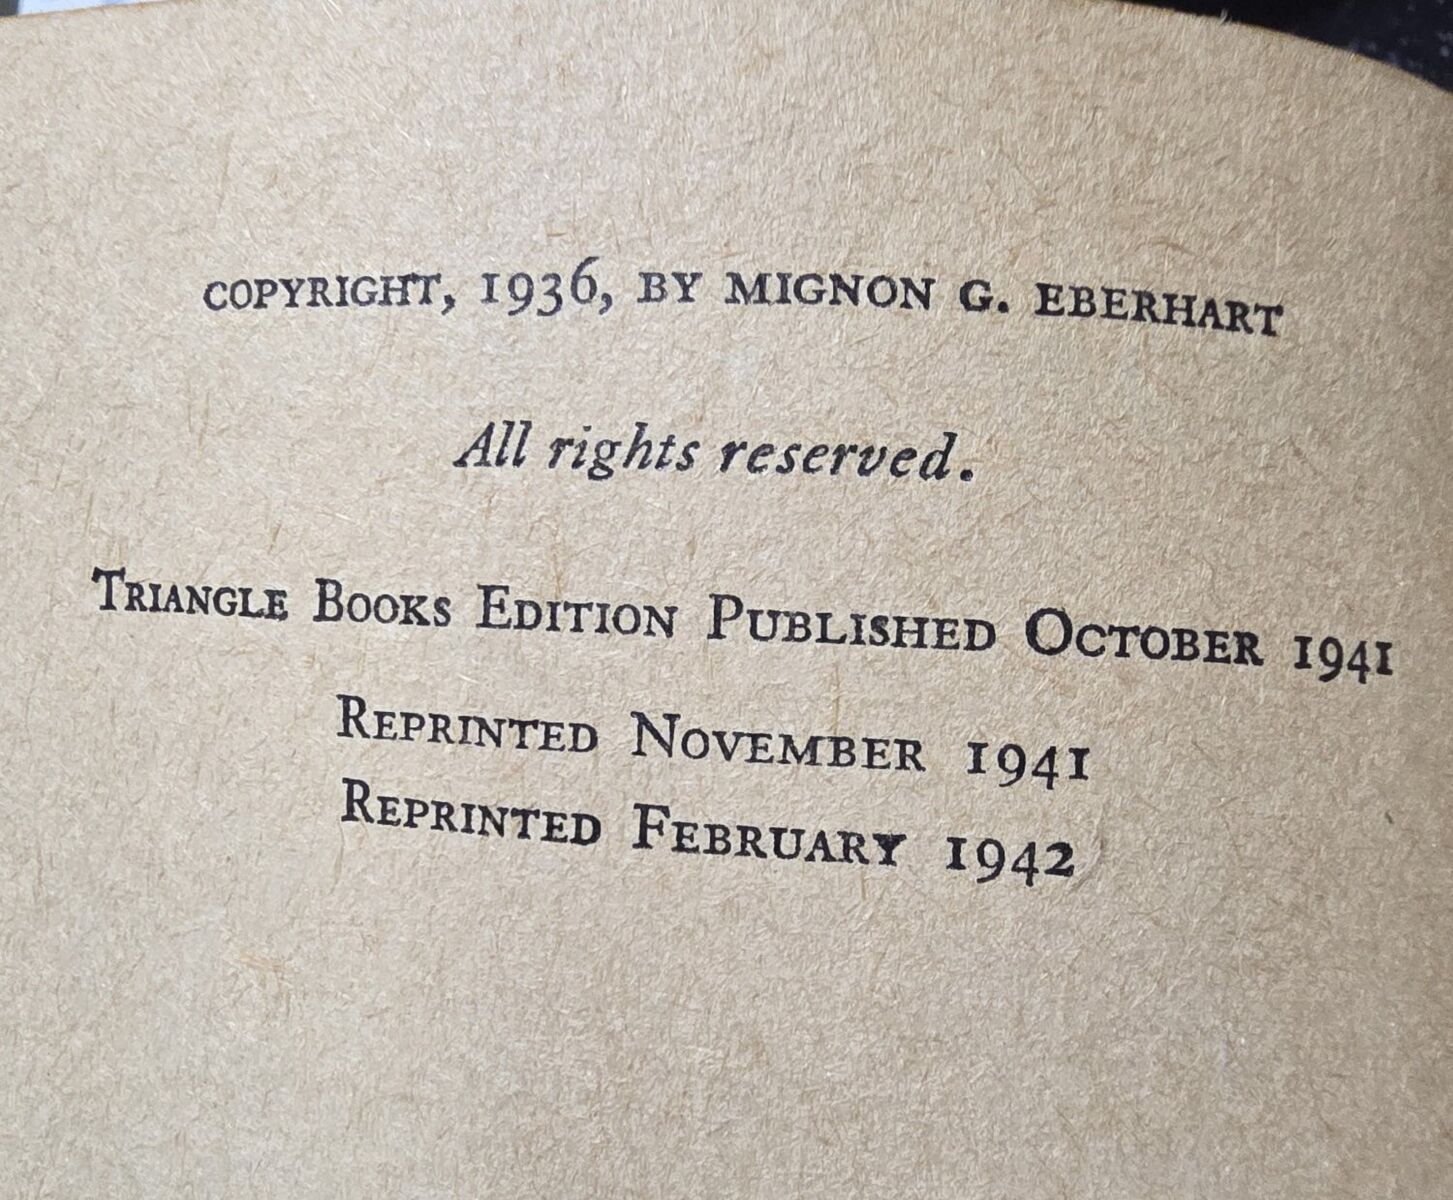 COPYRIGHT, 1936, BY MIGNON G. EBERHART
All rights reserved.
TRIANGLE BOOKS EDITION PUBLISHED OCTOBER 1941
REPRINTED NOVEMBER 1941
REPRINTED FEBRUARY 1942